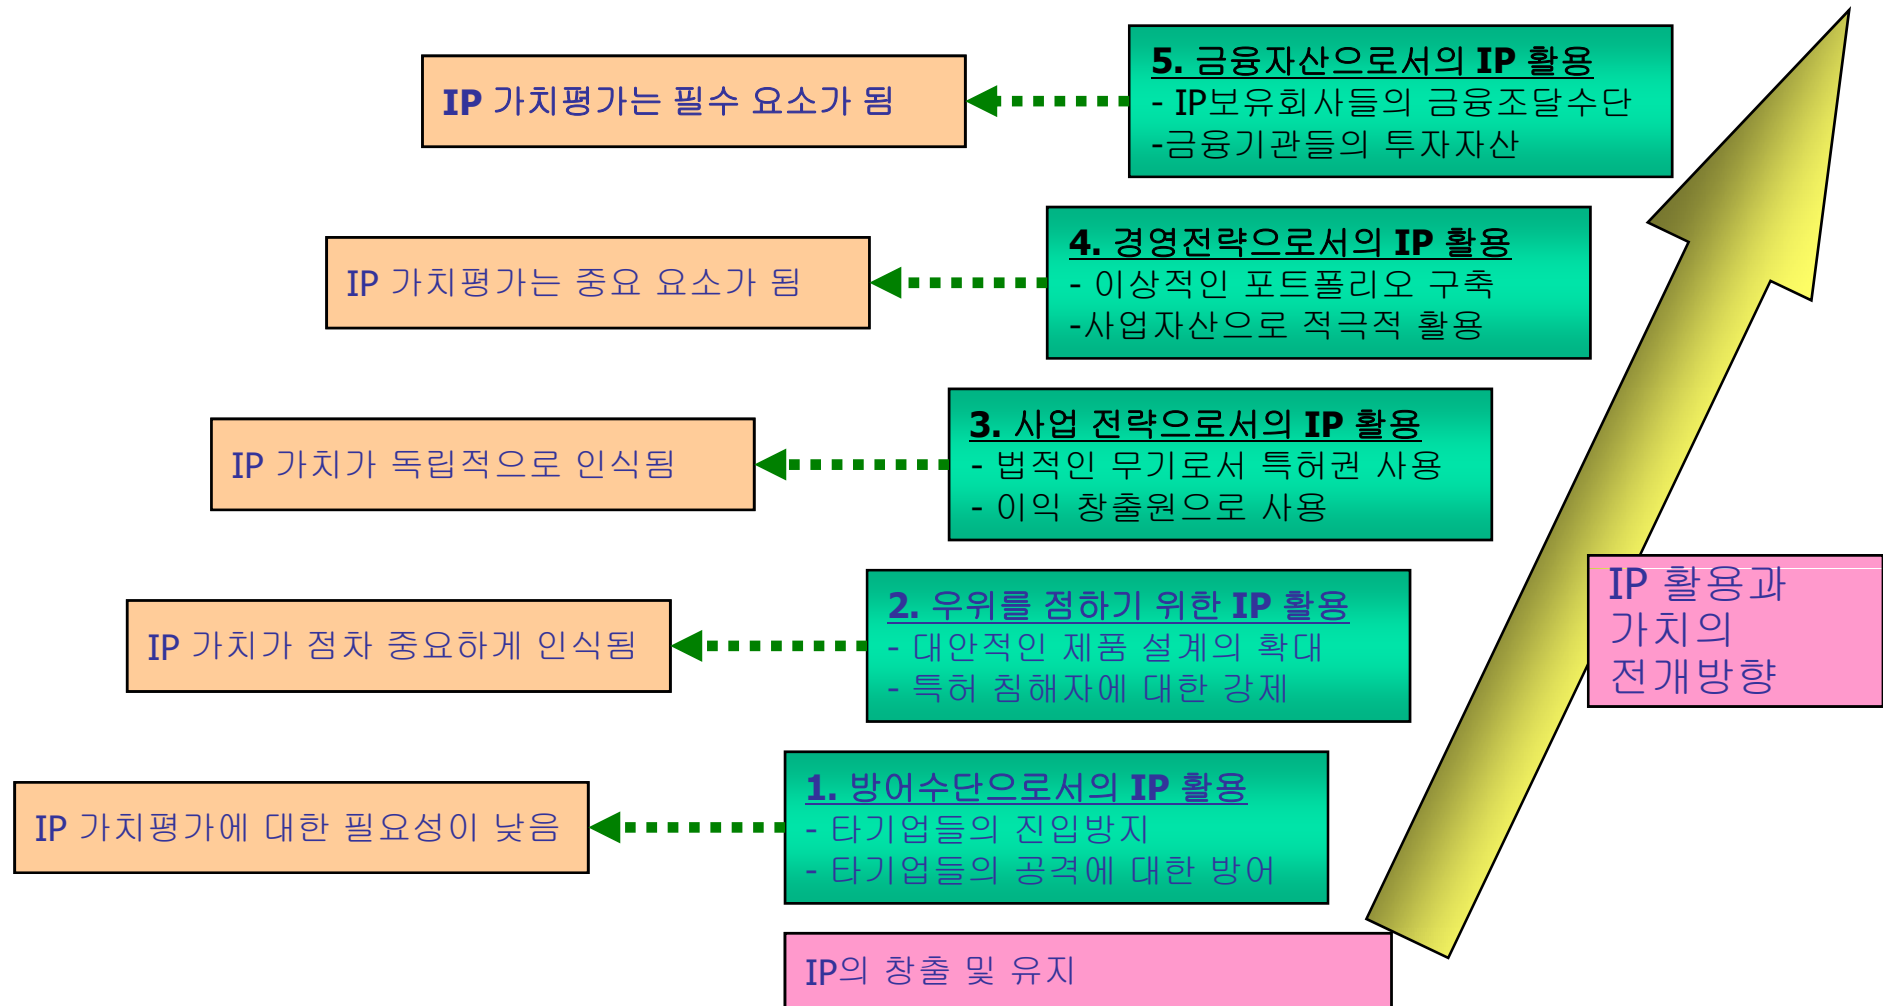 5. 금융자산으로서의 IP 활용
- IP보유회사들의 금융조달수단
-금융기관들의 투자자산
IP 가치평가는 필수 요소가 됨
4. 경영전략으로서의 IP 활용
- 이상적인 포트폴리오 구축
-사업자산으로 적극적 활용
IP 가치평가는 중요 요소가 됨
3. 사업 전략으로서의 IP 활용
- 법적인 무기로서 특허권 사용
- 이익 창출원으로 사용
IP 가치가 독립적으로 인식됨
2. 우위를 점하기 위한 IP 활용
- 대안적인 제품 설계의 확대
- 특허 침해자에 대한 강제
IP 가치가 점차 중요하게 인식됨
IP 활용과
가치의
전개방향
1. 방어수단으로서의 IP 활용
- 타기업들의 진입방지
- 타기업들의 공격에 대한 방어
IP 가치평가에 대한 필요성이 낮음
IP의 창출 및 유지